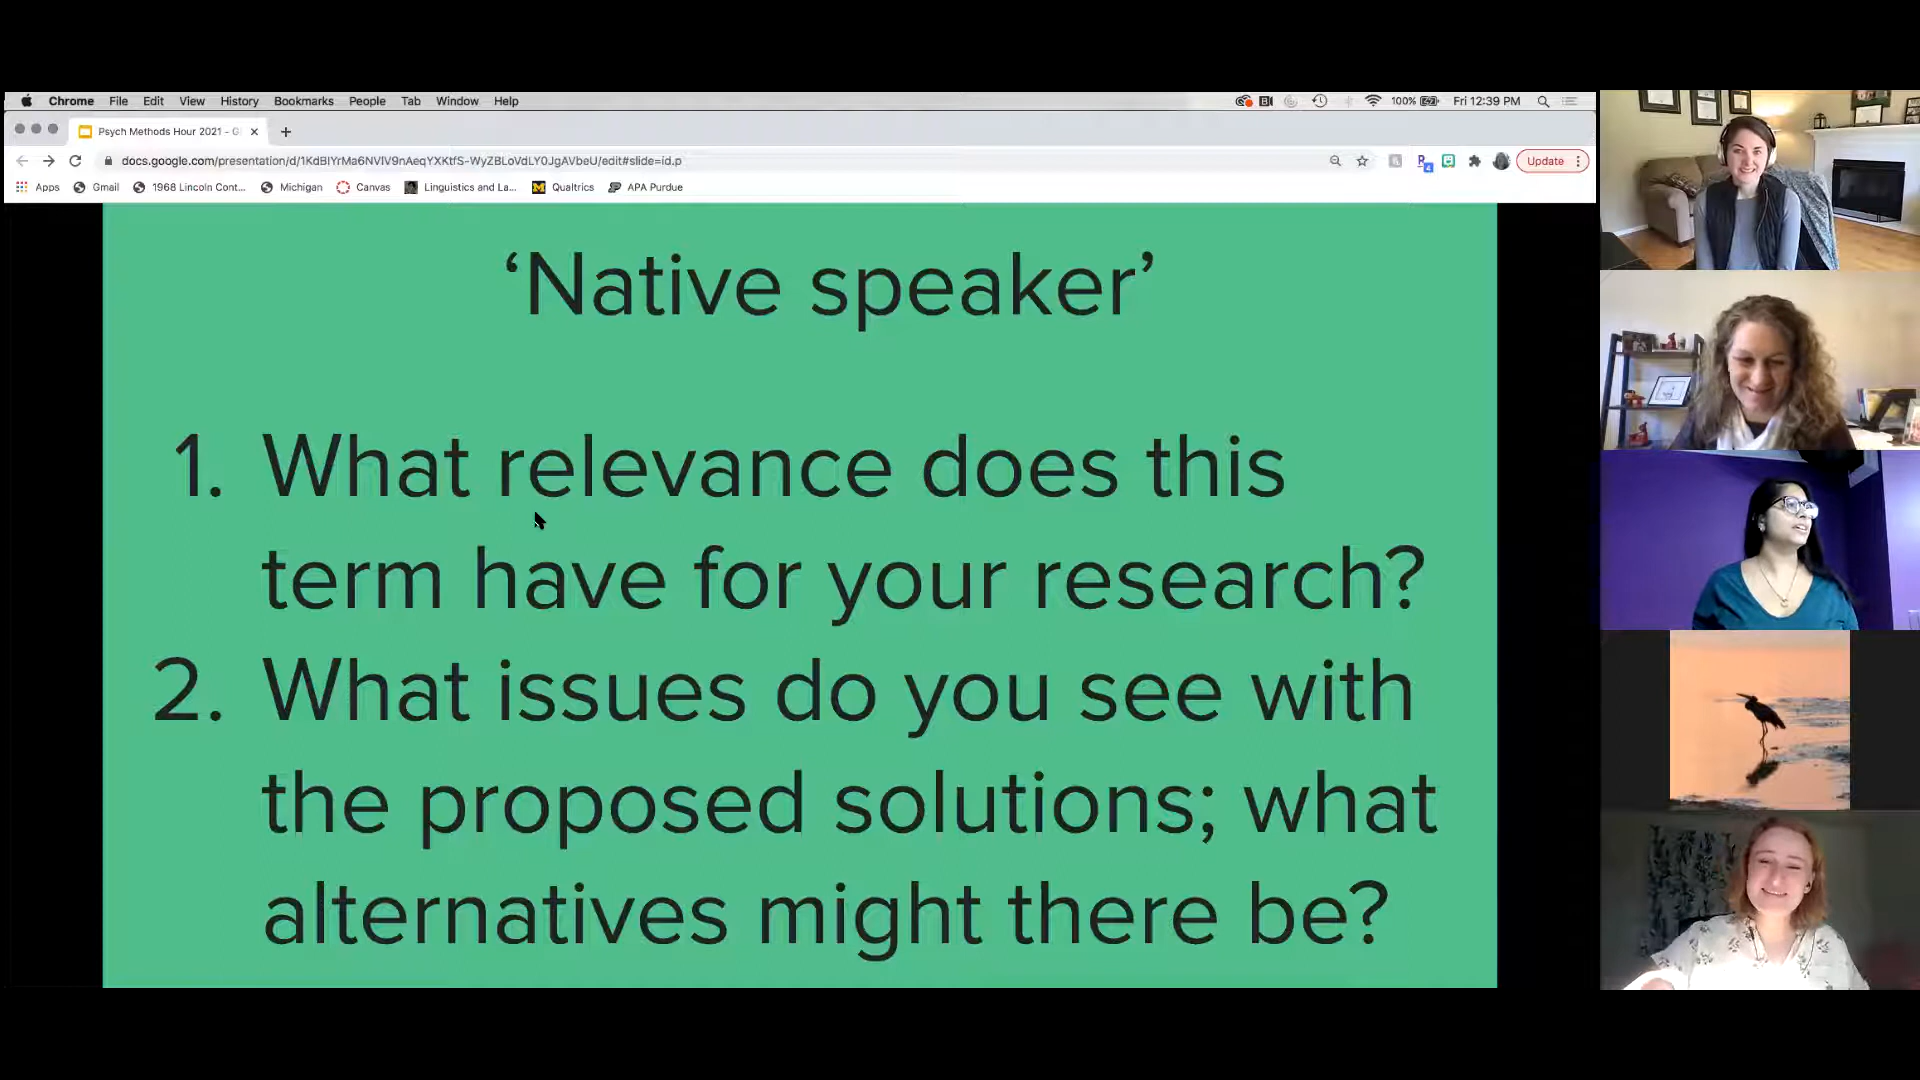 Chrome File Edit View History Bookmarks People Tab Window Help
100% Fri 12:39 PM
Psych Methods Hour 2021 - G
docs.google.com/presentation/d/1KdBlYrMa6NVlV9nAeqYXKtfS-WyZBLoVdLY0JgAVbeU/edit#slide=id.p
Update
Apps Gmail 1968 Lincoln Cont... Michigan Canvas Linguistics and La... Qualtrics APA Purdue
‘Native speaker’
1. What relevance does this
term have for your research?
2. What issues do you see with
the proposed solutions; what
alternatives might there be?